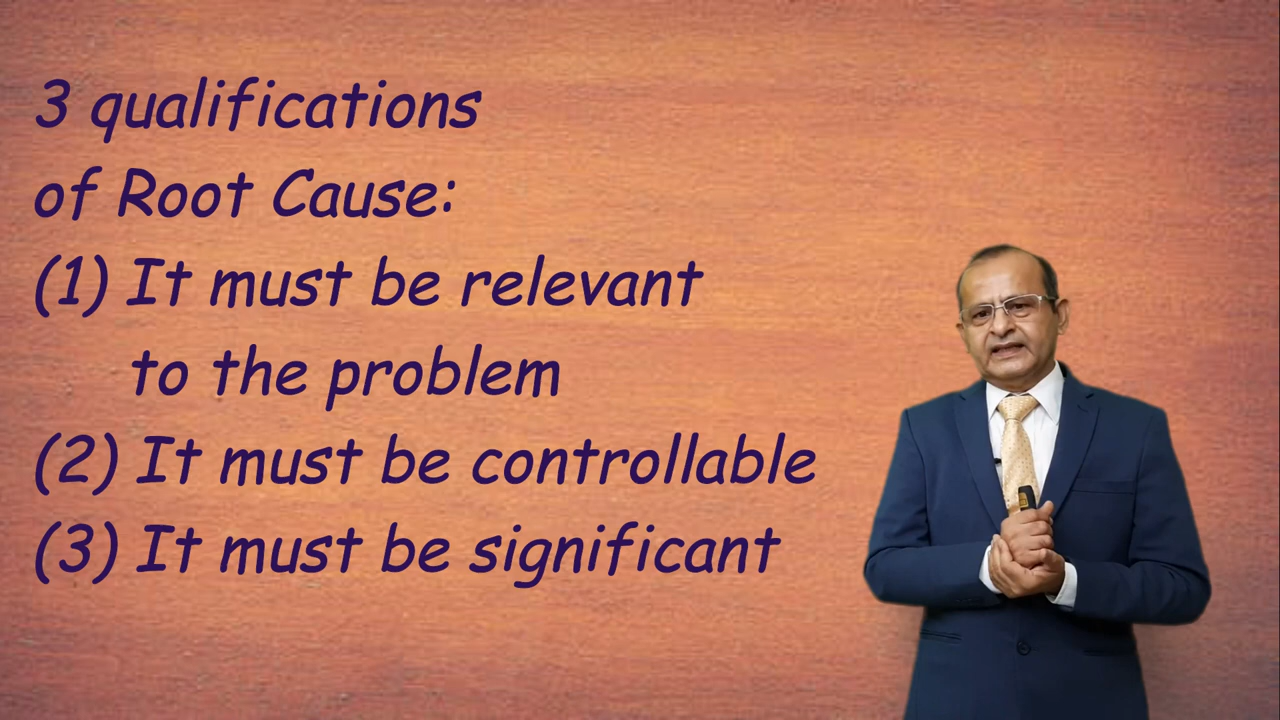 3 qualifications
of Root Cause:
(1) It must be relevant
to the problem
(2) It must be controllable
(3) It must be significant